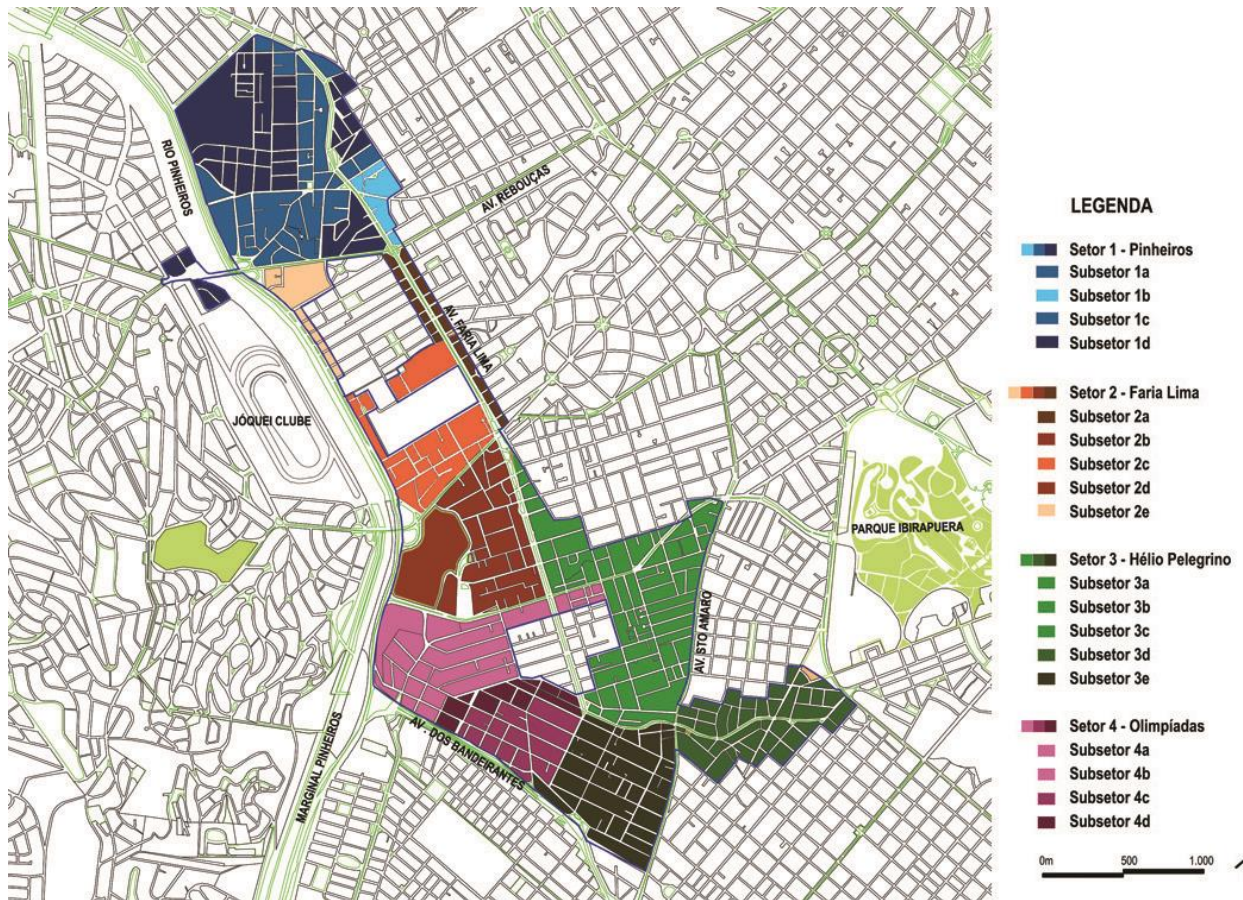 RIO PINHEIROS
AV. REBOUÇAS
AV. FARIA LIMA
JÓQUEI CLUBE
PARQUE IBIRAPUERA
AV. STO AMARO
AV. DOS BANDEIRANTES
MARGINAL PINHEIROS
LEGENDA
Setor 1 - Pinheiros
Subsetor 1a
Subsetor 1b
Subsetor 1c
Subsetor 1d
Setor 2 - Faria Lima
Subsetor 2a
Subsetor 2b
Subsetor 2c
Subsetor 2d
Subsetor 2e
Setor 3 - Hélio Pelegrino
Subsetor 3a
Subsetor 3b
Subsetor 3c
Subsetor 3d
Subsetor 3e
Setor 4 - Olimpíadas
Subsetor 4a
Subsetor 4b
Subsetor 4c
Subsetor 4d
0m 500 1.000